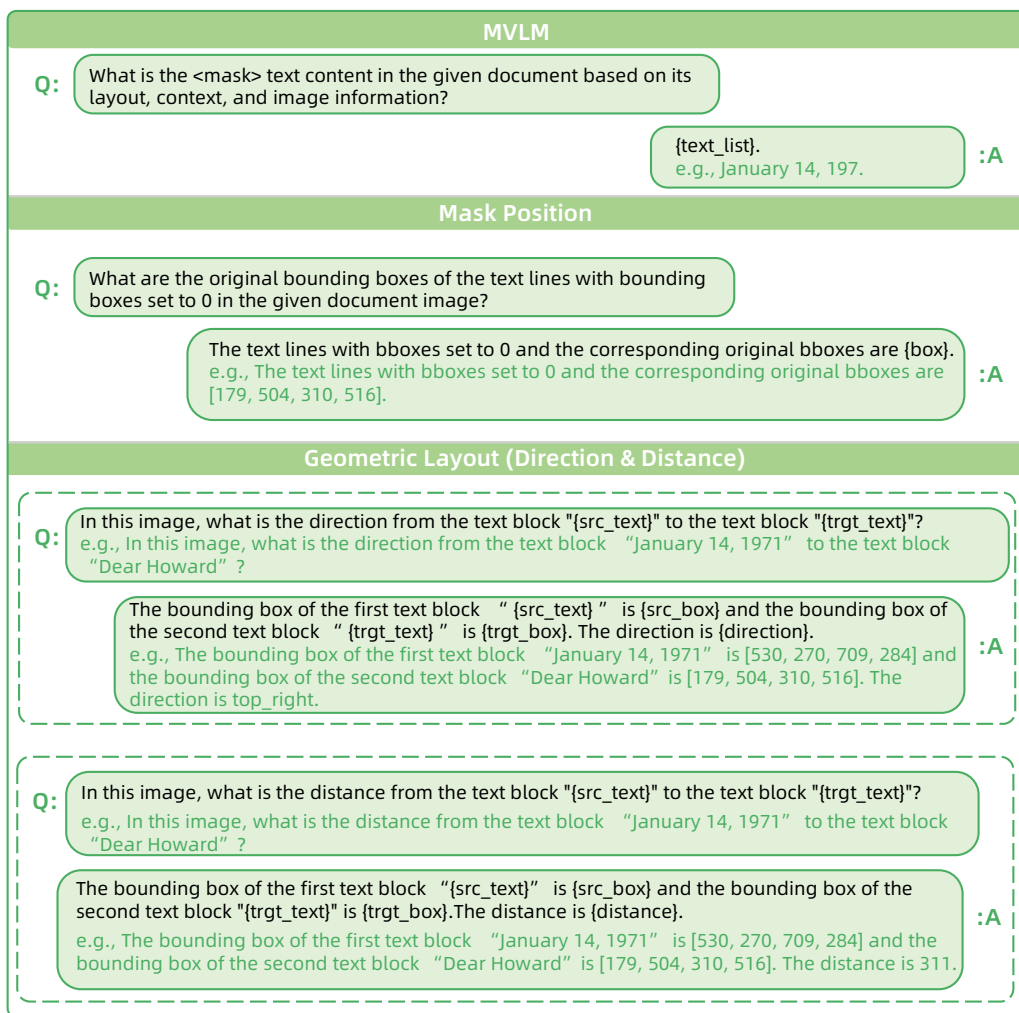 MVLM
Q:
What is the <mask> text content in the given document based on its
layout, context, and image information?
{text_list}.
e.g., January 14, 197.
:A
Mask Position
Q:
What are the original bounding boxes of the text lines with bounding
boxes set to 0 in the given document image?
The text lines with bboxes set to 0 and the corresponding original bboxes are {box}.
e.g., The text lines with bboxes set to 0 and the corresponding original bboxes are
[179, 504, 310, 516].
:A
Geometric Layout (Direction & Distance)
Q:
In this image, what is the direction from the text block "{src_text}" to the text block "{trgt_text}"?
e.g., In this image, what is the direction from the text block “January 14, 1971” to the text block
“Dear Howard” ?
The bounding box of the first text block “ {src_text} ” is {src_box} and the bounding box of
the second text block “ {trgt_text} ” is {trgt_box}. The direction is {direction}.
e.g., The bounding box of the first text block “January 14, 1971” is [530, 270, 709, 284] and
the bounding box of the second text block “Dear Howard” is [179, 504, 310, 516]. The
direction is top_right.
:A
Q:
In this image, what is the distance from the text block "{src_text}" to the text block "{trgt_text}"?
e.g., In this image, what is the distance from the text block “January 14, 1971” to the text block
“Dear Howard” ?
The bounding box of the first text block “{src_text}” is {src_box} and the bounding box of the
second text block "{trgt_text}" is {trgt_box}.The distance is {distance}.
e.g., The bounding box of the first text block “January 14, 1971” is [530, 270, 709, 284] and the
bounding box of the second text block “Dear Howard” is [179, 504, 310, 516]. The distance is 311.
:A